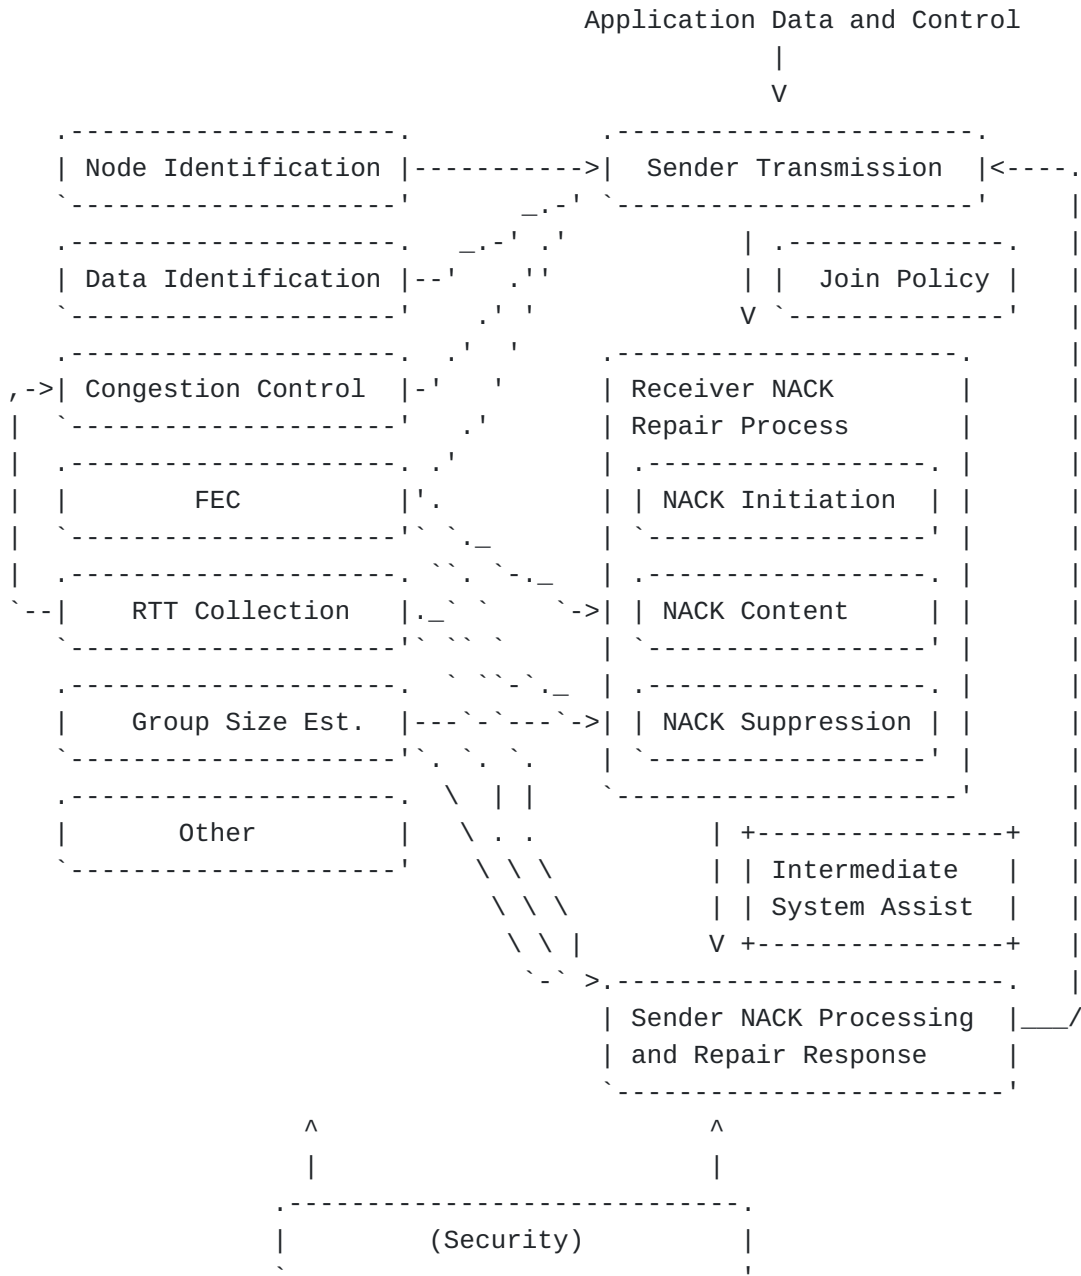 Application Data and Control
Node Identification
Sender Transmission
Data Identification
Join Policy
Congestion Control
Receiver NACK
Repair Process
FEC
NACK Initiation
RTT Collection
NACK Content
Group Size Est.
NACK Suppression
Other
Intermediate
System Assist
Sender NACK Processing
and Repair Response
(Security)